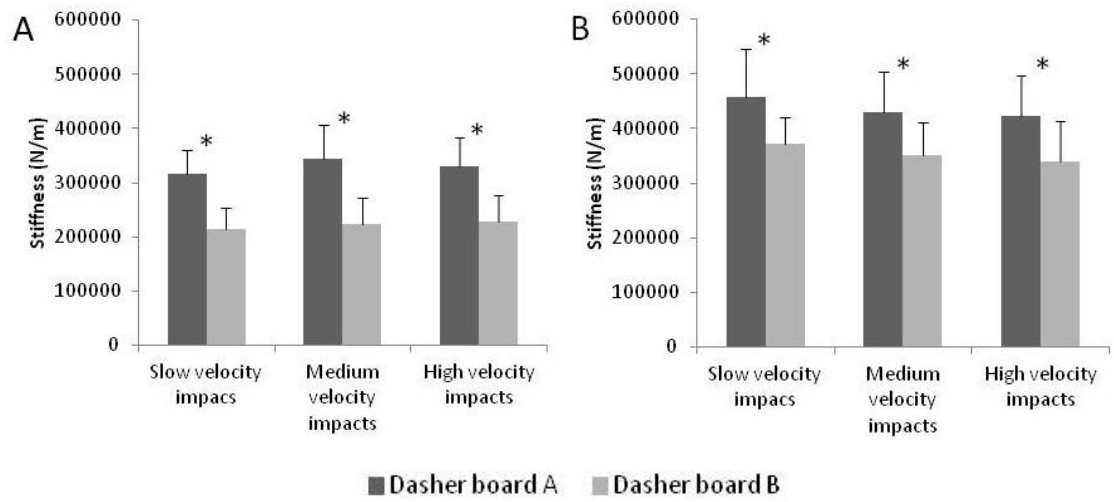 A
600000
500000
400000
300000
200000
100000
0
Stiffness (N/m)
*
*
*
Slow velocity
impacs
Medium
velocity
impacts
High velocity
impacts
B
600000
500000
400000
300000
200000
100000
0
Stiffness (N/m)
*
*
*
Slow velocity
impacs
Medium
velocity
impacts
High velocity
impacts
Dasher board A Dasher board B